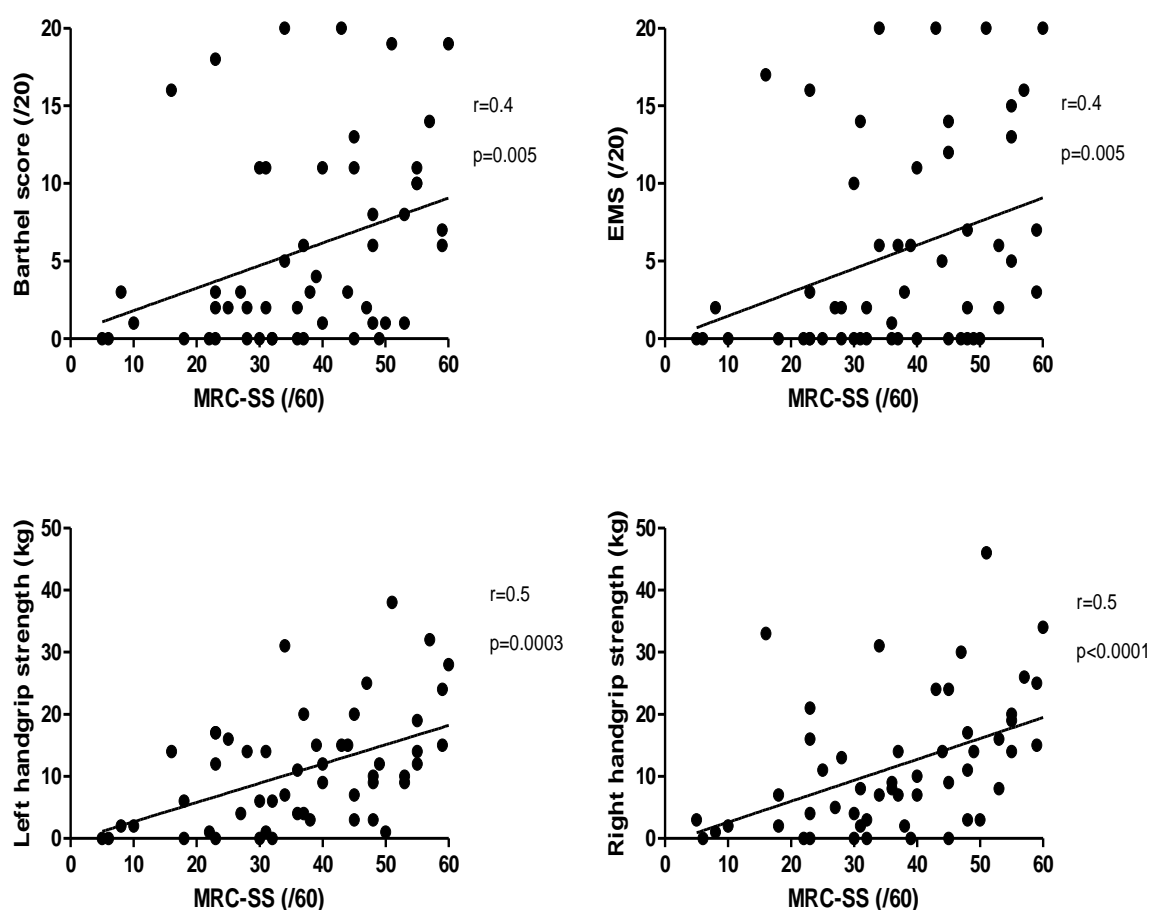 Barthel score (/20)
20
15
10
5
0
0 10 20 30 40 50 60
MRC-SS (/60)
r=0.4
p=0.005
EMS (/20)
20
15
10
5
0
0 10 20 30 40 50 60
MRC-SS (/60)
r=0.4
p=0.005
Left handgrip strength (kg)
50
40
30
20
10
0
0 10 20 30 40 50 60
MRC-SS (/60)
r=0.5
p=0.0003
Right handgrip strength (kg)
50
40
30
20
10
0
0 10 20 30 40 50 60
MRC-SS (/60)
r=0.5
p<0.0001